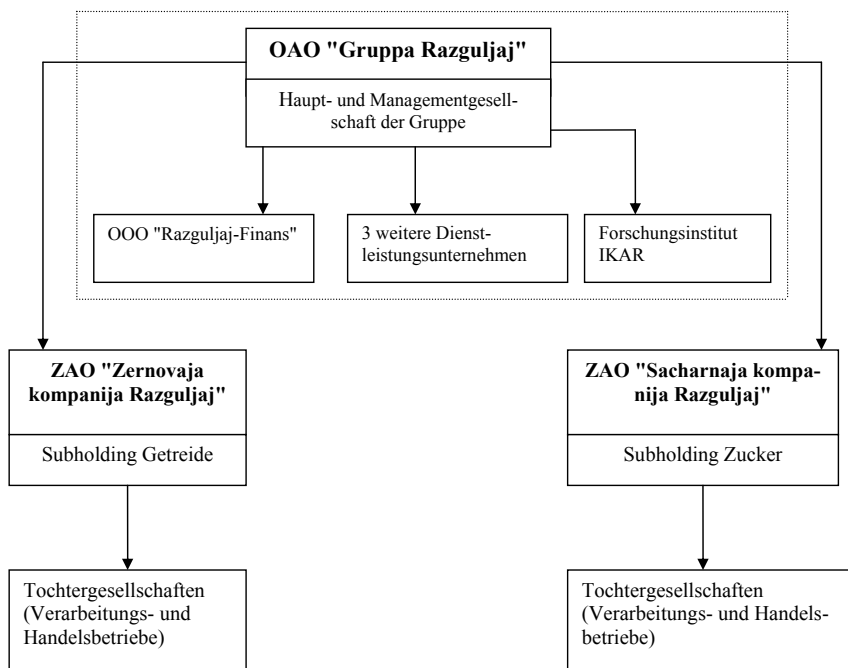 OAO "Gruppa Razguljaj"
Haupt- und Managementgesell-
schaft der Gruppe
OOO "Razguljaj-Finans"
3 weitere Dienst-
leistungsunternehmen
Forschungsinstitut
IKAR
ZAO "Zernovaja
kompanija Razguljaj"
Subholding Getreide
ZAO "Sacharnaja kompa-
nija Razguljaj"
Subholding Zucker
Tochtergesellschaften
(Verarbeitungs- und
Handelsbetriebe)
Tochtergesellschaften
(Verarbeitungs- und Handels-
betriebe)